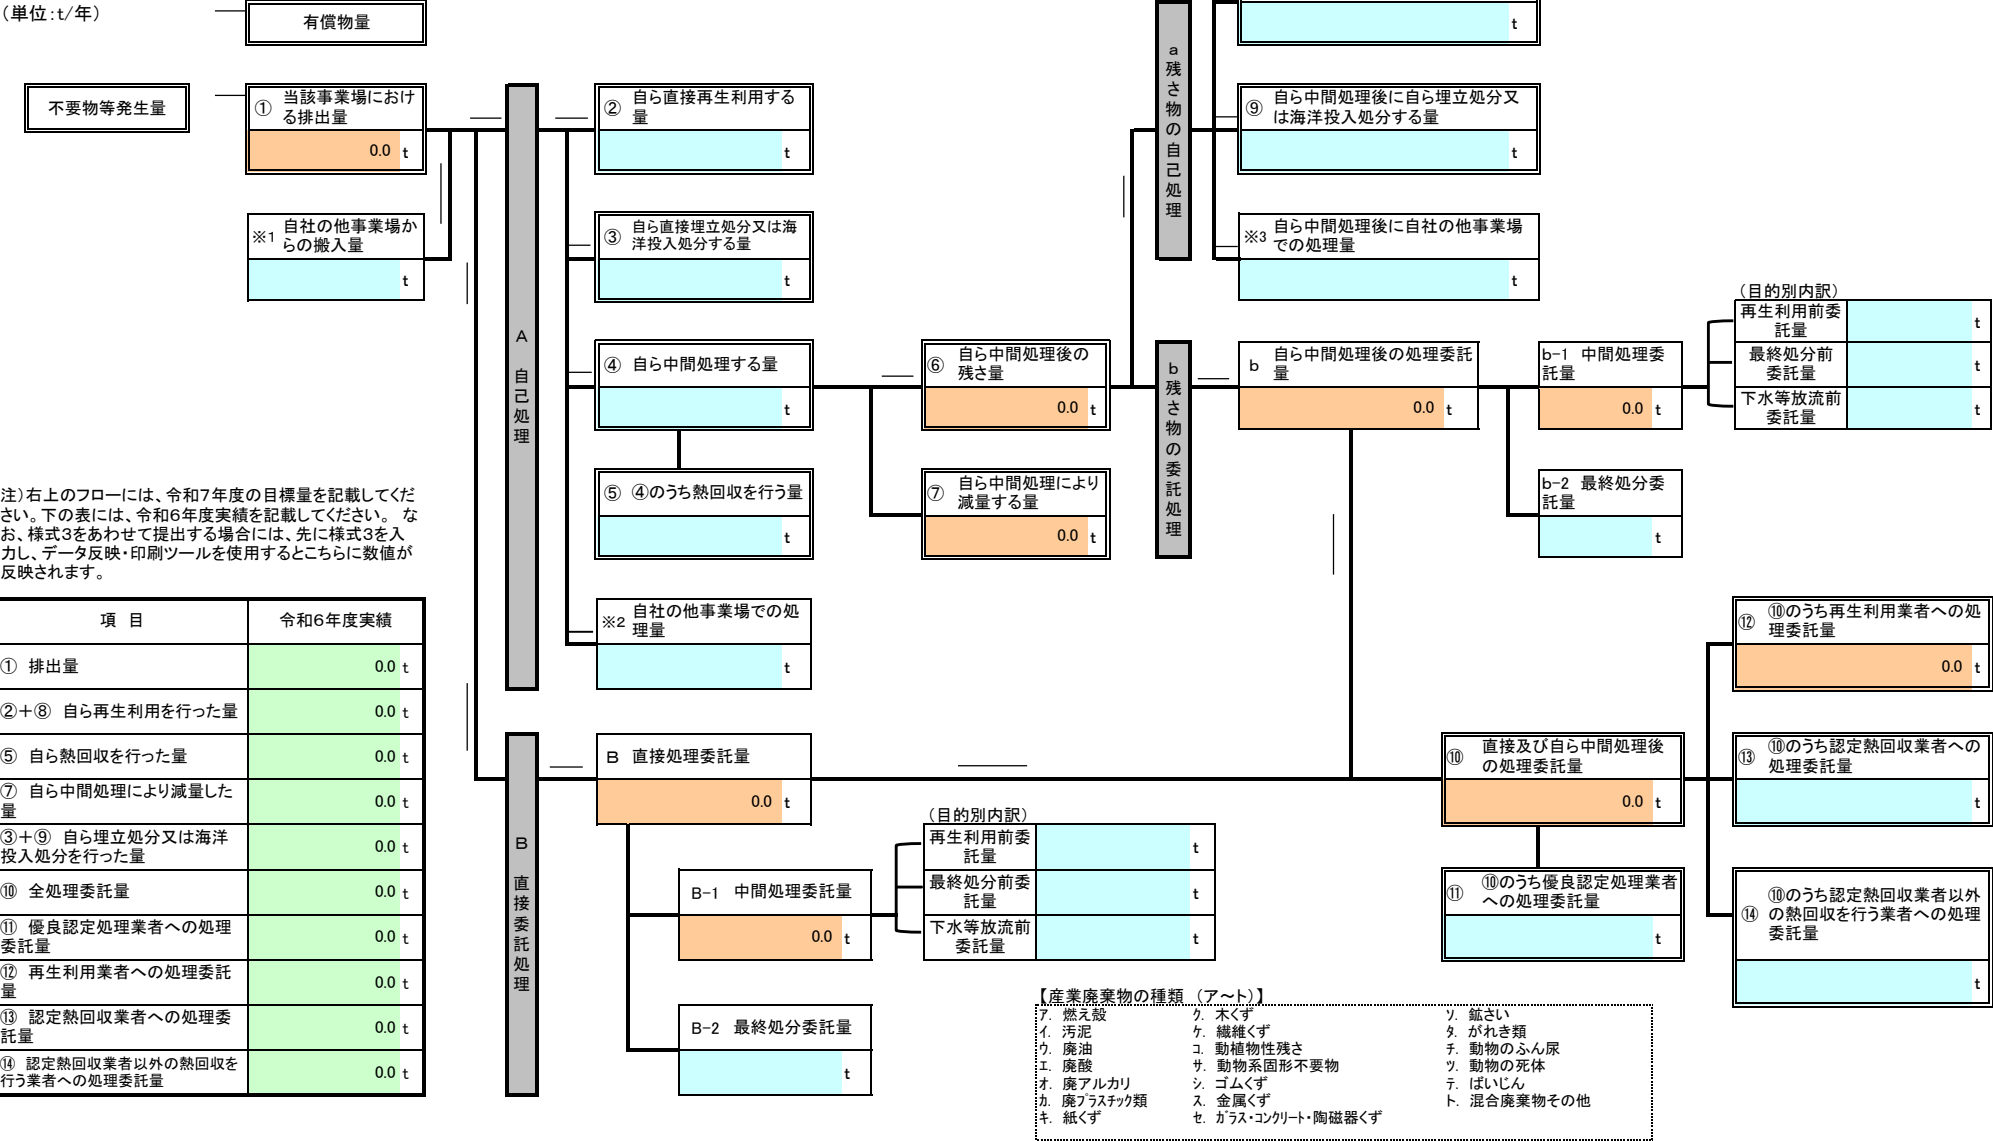 （単位：t/年）
有償物量
t
不要物等発生量
① 当該事業場におけ
る排出量
0.0 t
※1 自社の他事業場か
らの搬入量
t
A 自己処理
② 自ら直接再生利用する
量
t
③ 自ら直接埋立処分又は海
洋投入処分する量
t
④ 自ら中間処理する量
t
⑤ ④のうち熱回収を行う量
t
※2 自社の他事業場での処
理量
t
⑥ 自ら中間処理後の
残さ量
0.0 t
⑦ 自ら中間処理により
減量する量
0.0 t
a残さ物の自己処理
⑨ 自ら中間処理後に自ら埋立処分又
は海洋投入処分する量
t
※3 自ら中間処理後に自社の他事業場
での処理量
t
b残さ物の委託処理
b 自ら中間処理後の処理委託
量
0.0 t
b-1 中間処理委
託量
0.0 t
b-2 最終処分委
託量
t
（目的別内訳）
再生利用前委
託量
t
最終処分前
委託量
t
下水等放流前
委託量
t
注）右上のフローには、令和７年度の目標量を記載してくだ
さい。下の表には、令和６年度実績を記載してください。 な
お、様式３をあわせて提出する場合には、先に様式３を入
力し、データ反映・印刷ツールを使用するとこちらに数値が
反映されます。
項 目 令和６年度実績
① 排出量 0.0 t
②＋⑧ 自ら再生利用を行った量 0.0 t
⑤ 自ら熱回収を行った量 0.0 t
⑦ 自ら中間処理により減量した
量 0.0 t
③＋⑨ 自ら埋立処分又は海洋
投入処分を行った量 0.0 t
⑩ 全処理委託量 0.0 t
⑪ 優良認定処理業者への処理
委託量 0.0 t
⑫ 再生利用業者への処理委託
量 0.0 t
⑬ 認定熱回収業者への処理委
託量 0.0 t
⑭ 認定熱回収業者以外の熱回収を
行う業者への処理委託量 0.0 t
B 直接委託処理
B 直接処理委託量
0.0 t
B-1 中間処理委託量
0.0 t
B-2 最終処分委託量
t
（目的別内訳）
再生利用前委
託量
t
最終処分前委
託量
t
下水等放流前
委託量
t
⑩ 直接及び自ら中間処理後
の処理委託量
0.0 t
⑪ ⑩のうち優良認定処理業者
への処理委託量
t
⑫ ⑩のうち再生利用業者への処
理委託量
0.0 t
⑬ ⑩のうち認定熱回収業者への
処理委託量
t
⑭ ⑩のうち認定熱回収業者以外
の熱回収を行う業者への処理
委託量
t
【産業廃棄物の種類 （ア～ト）】
ア. 燃え殻 ク. 木くず ソ. 鉱さい
イ. 汚泥 ケ. 繊維くず タ. がれき類
ウ. 廃油 コ. 動植物性残さ チ. 動物のふん尿
エ. 廃酸 サ. 動物系固形不要物 ツ. 動物の死体
オ. 廃アルカリ シ. ゴムくず テ. ばいじん
カ. 廃プラスチック類 ス. 金属くず ト. 混合廃棄物その他
キ. 紙くず セ. ガラス・コンクリート・陶磁器くず